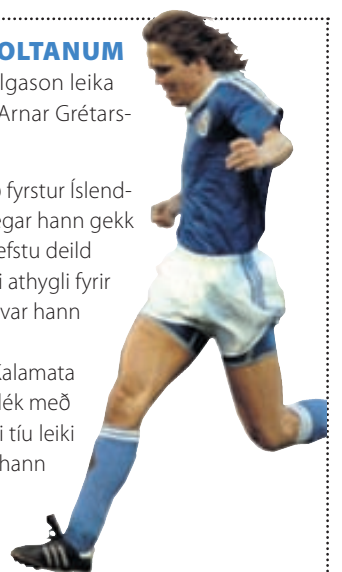 OLTANUM
lgason leika
Arnar Grétars-
fyrstur Íslend-
egar hann gekk
efstu deild
i athygli fyrir
var hann
Kalamata
lék með
i tíu leiki
hann